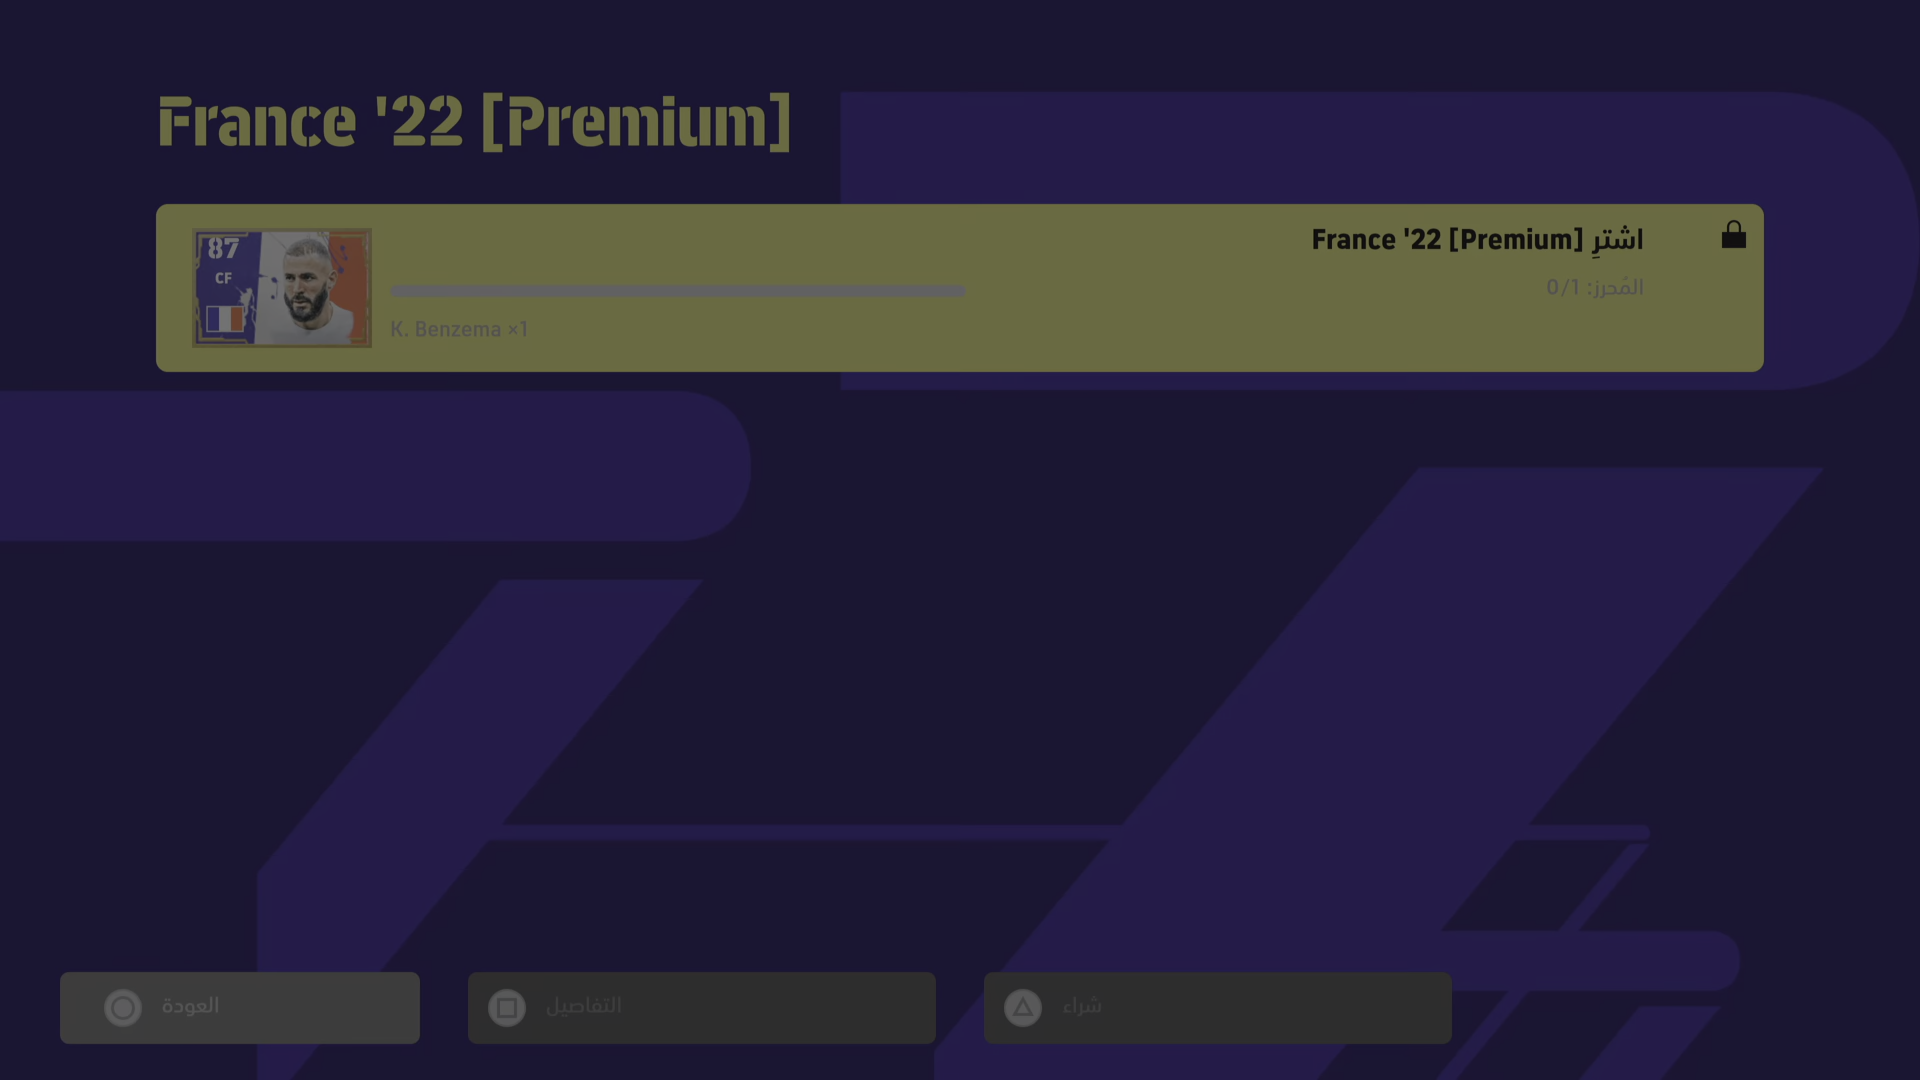 France '22 [Premium]
اشترِ France '22 [Premium]
المُحرز: 0/1
87
CF
K. Benzema ×1
العودة
التفاصيل
شراء